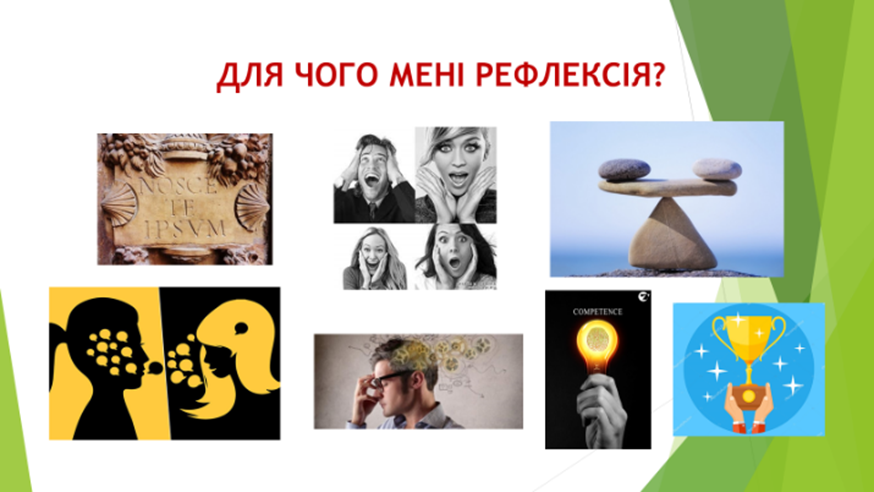 ДЛЯ ЧОГО МЕНІ РЕФЛЕКСІЯ?
NOSCE
TE
IPSVM
COMPETENCE